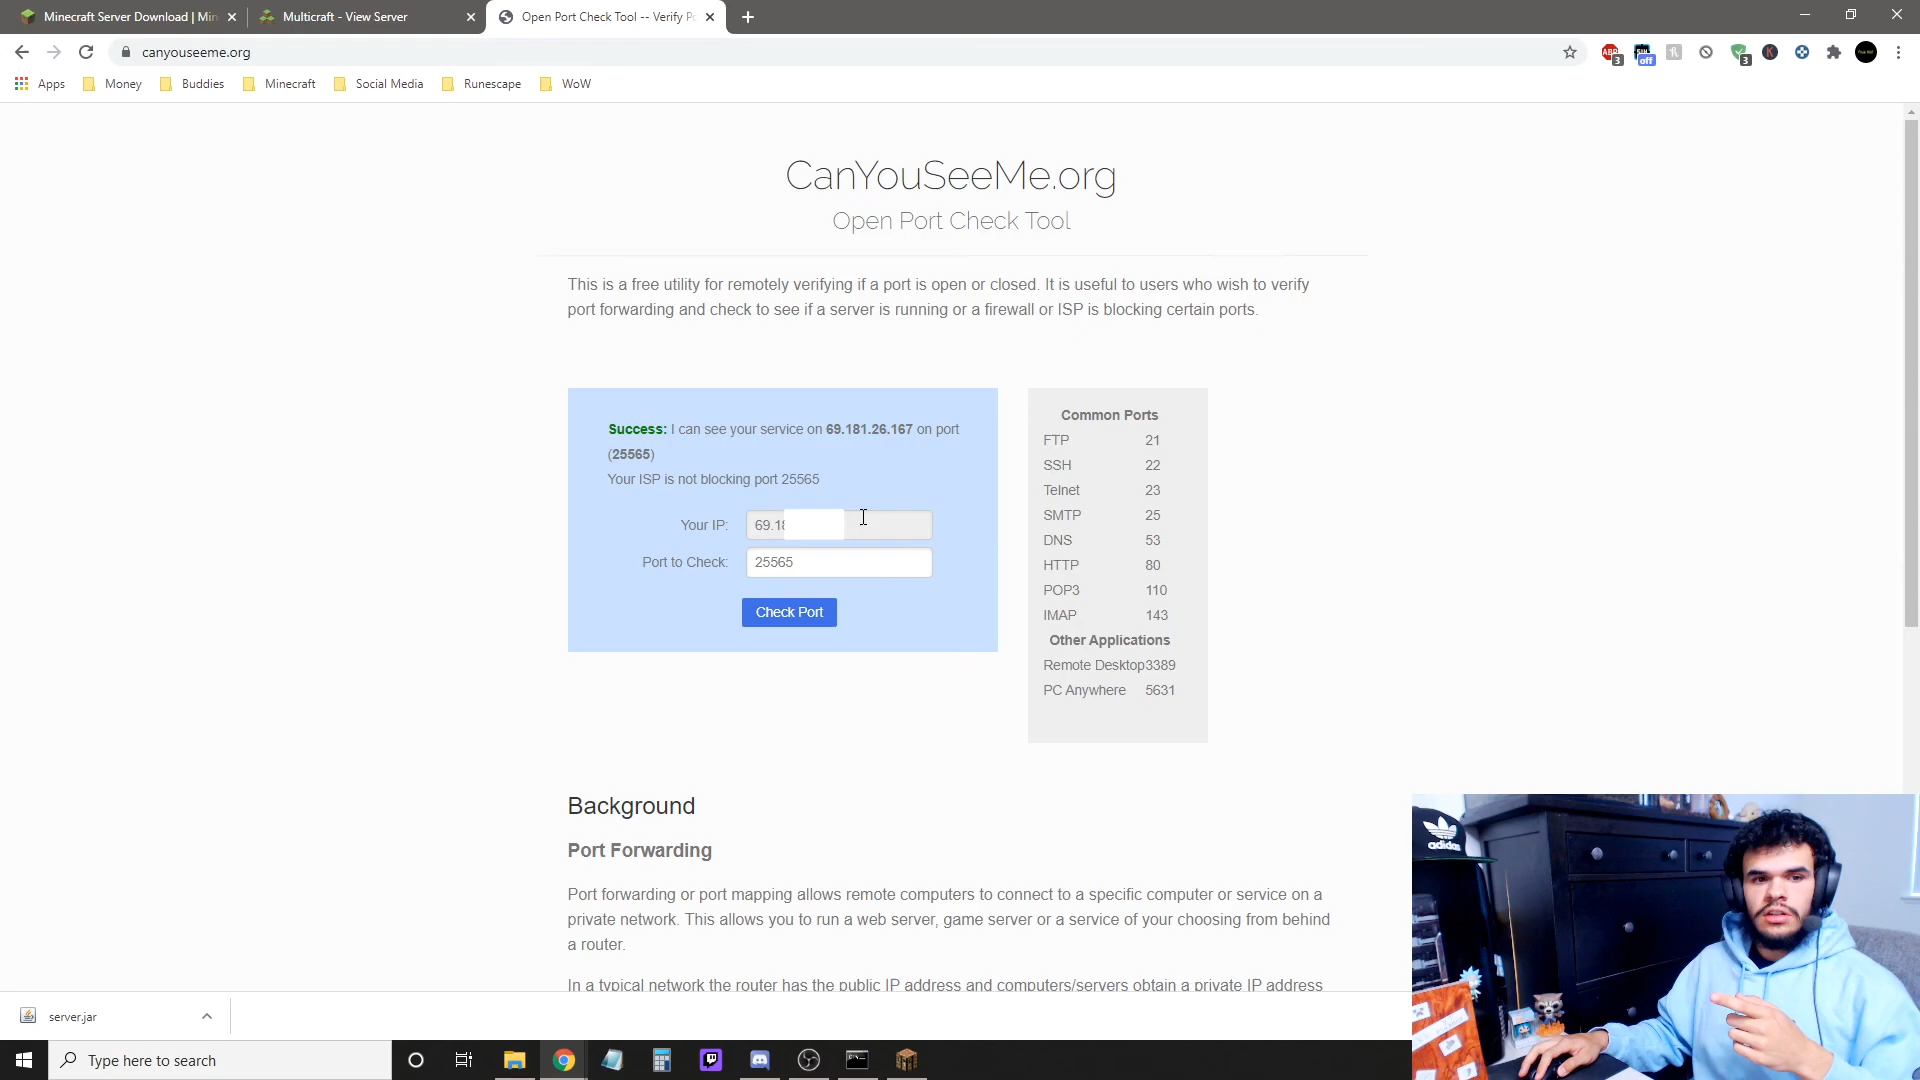 Minecraft Server Download | Min
Multicraft - View Server
Open Port Check Tool -- Verify Po
canyouseeme.org
Apps
Money
Buddies
Minecraft
Social Media
Runescape
WoW
3
off
3
CanYouSeeMe.org
Open Port Check Tool
This is a free utility for remotely verifying if a port is open or closed. It is useful to users who wish to verify
port forwarding and check to see if a server is running or a firewall or ISP is blocking certain ports.
Success: I can see your service on 69.181.26.167 on port
(25565)
Your ISP is not blocking port 25565
Your IP: 69.18
Port to Check: 25565
Check Port
Common Ports
FTP 21
SSH 22
Telnet 23
SMTP 25
DNS 53
HTTP 80
POP3 110
IMAP 143
Other Applications
Remote Desktop 3389
PC Anywhere 5631
Background
Port Forwarding
Port forwarding or port mapping allows remote computers to connect to a specific computer or service on a
private network. This allows you to run a web server, game server or a service of your choosing from behind
a router.
In a typical network the router has the public IP address and computers/servers obtain a private IP address
adidas
server.jar
Type here to search